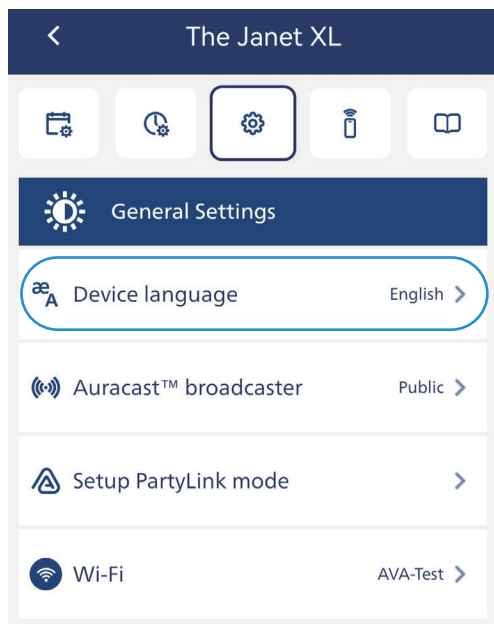 The Janet XL
General Settings
Device language English
Auracast™ broadcaster Public
Setup PartyLink mode
Wi-Fi AVA-Test